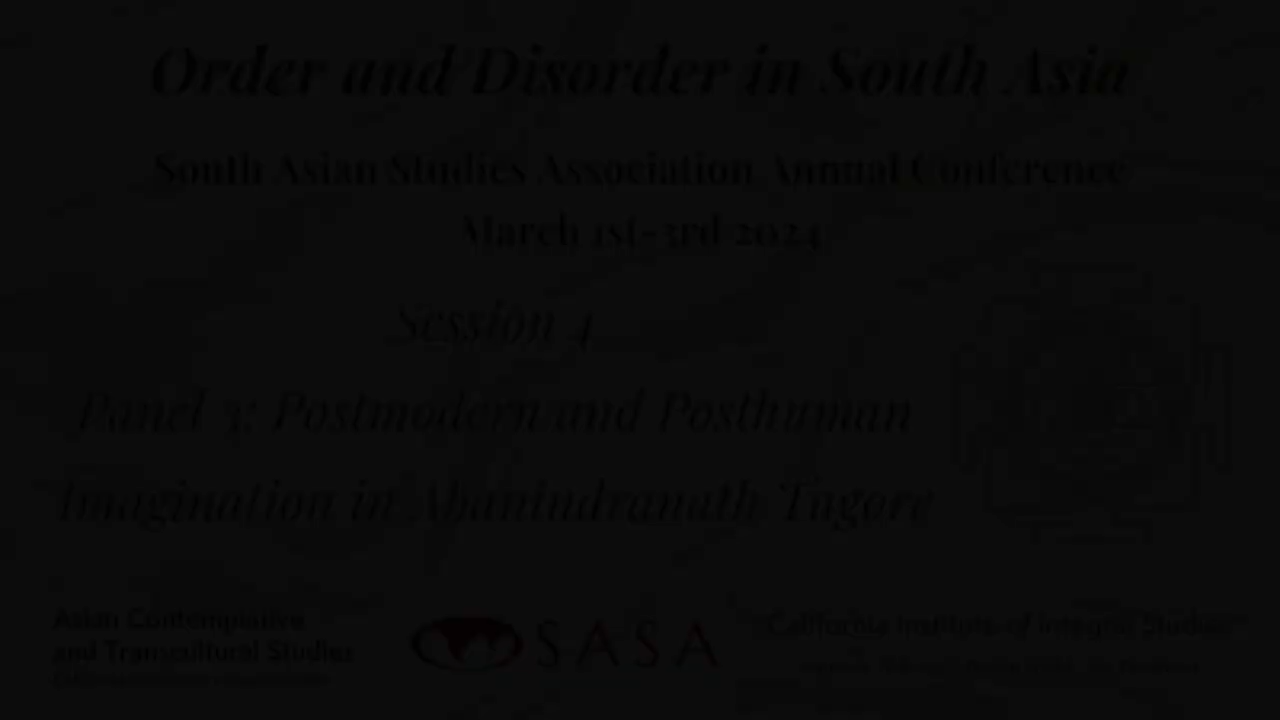 Order and Disorder in South Asia
South Asian Studies Association Annual Conference
March 1st-3rd 2024
Session 4
Panel 3: Postmodern and Posthuman
Imagination in Abanindranath Tagore
Asian Contemplative
and Transcultural Studies
SASA
California Institute of Integral Studies